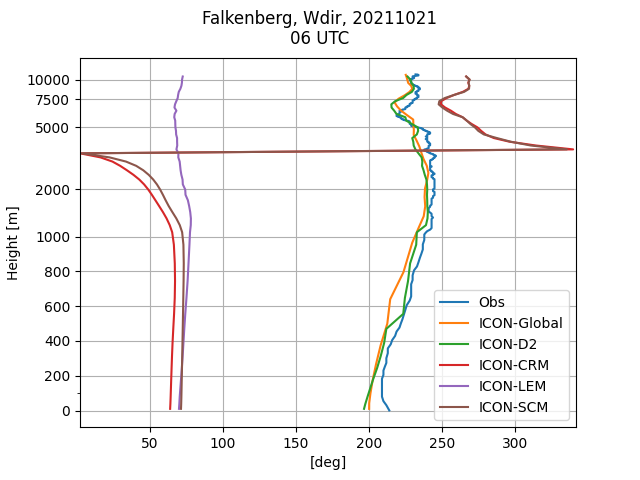 Falkenberg, Wdir, 20211021
06 UTC
10000
7500
5000
2000
1000
800
600
400
200
0
Height [m]
50 100 150 200 250 300
[deg]
Obs
ICON-Global
ICON-D2
ICON-CRM
ICON-LEM
ICON-SCM